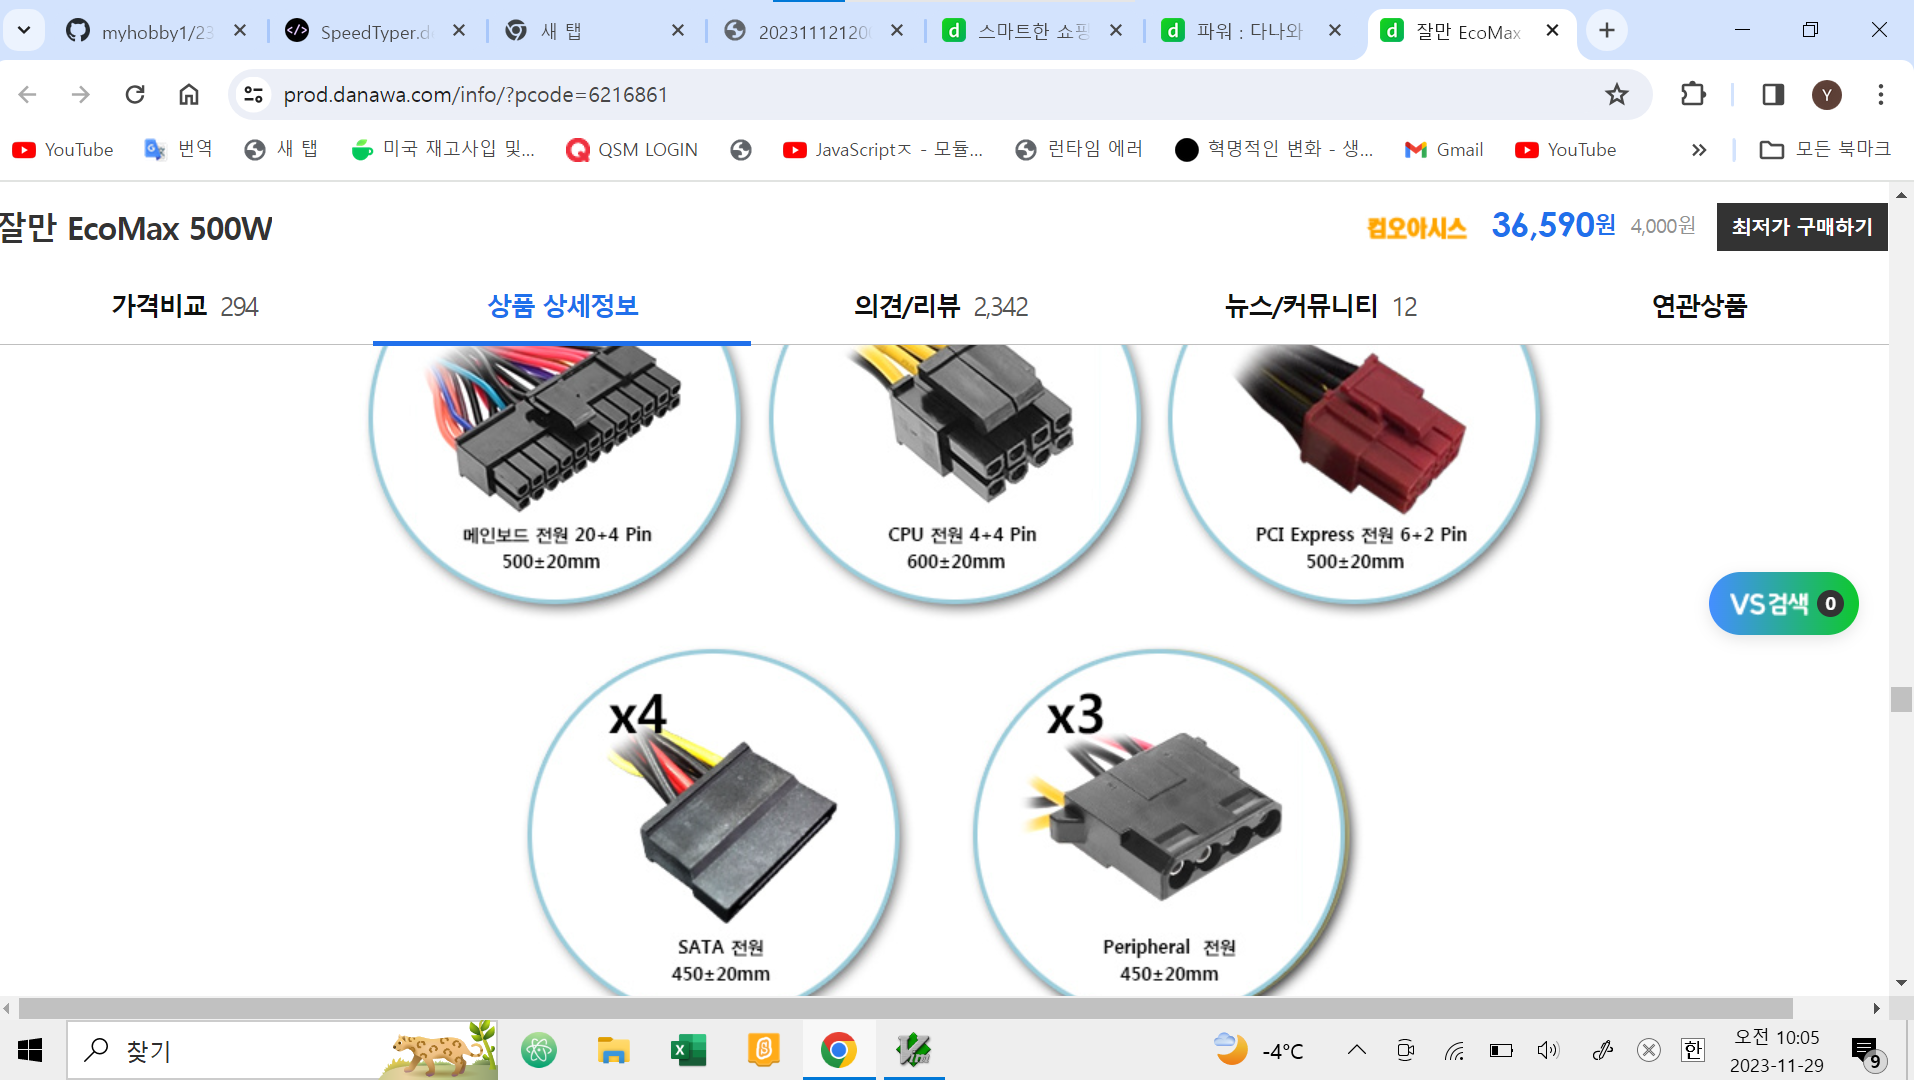 myhobby1/23
SpeedTyper.de
새 탭
202311121200
스마트한 쇼핑
파워 : 다나와
잘만 EcoMax
prod.danawa.com/info/?pcode=6216861
YouTube
번역
새 탭
미국 재고사입 및...
QSM LOGIN
JavaScriptㅈ - 모듈...
런타임 에러
혁명적인 변화 - 생...
Gmail
YouTube
모든 북마크
잘만 EcoMax 500W
컴오아시스 36,590원 4,000원 최저가 구매하기
가격비교 294
상품 상세정보
의견/리뷰 2,342
뉴스/커뮤니티 12
연관상품
메인보드 전원 20+4 Pin
500±20mm
CPU 전원 4+4 Pin
600±20mm
PCI Express 전원 6+2 Pin
500±20mm
VS검색 0
x4
SATA 전원
450±20mm
x3
Peripheral 전원
450±20mm
찾기
-4°C
한
오전 10:05
2023-11-29
9